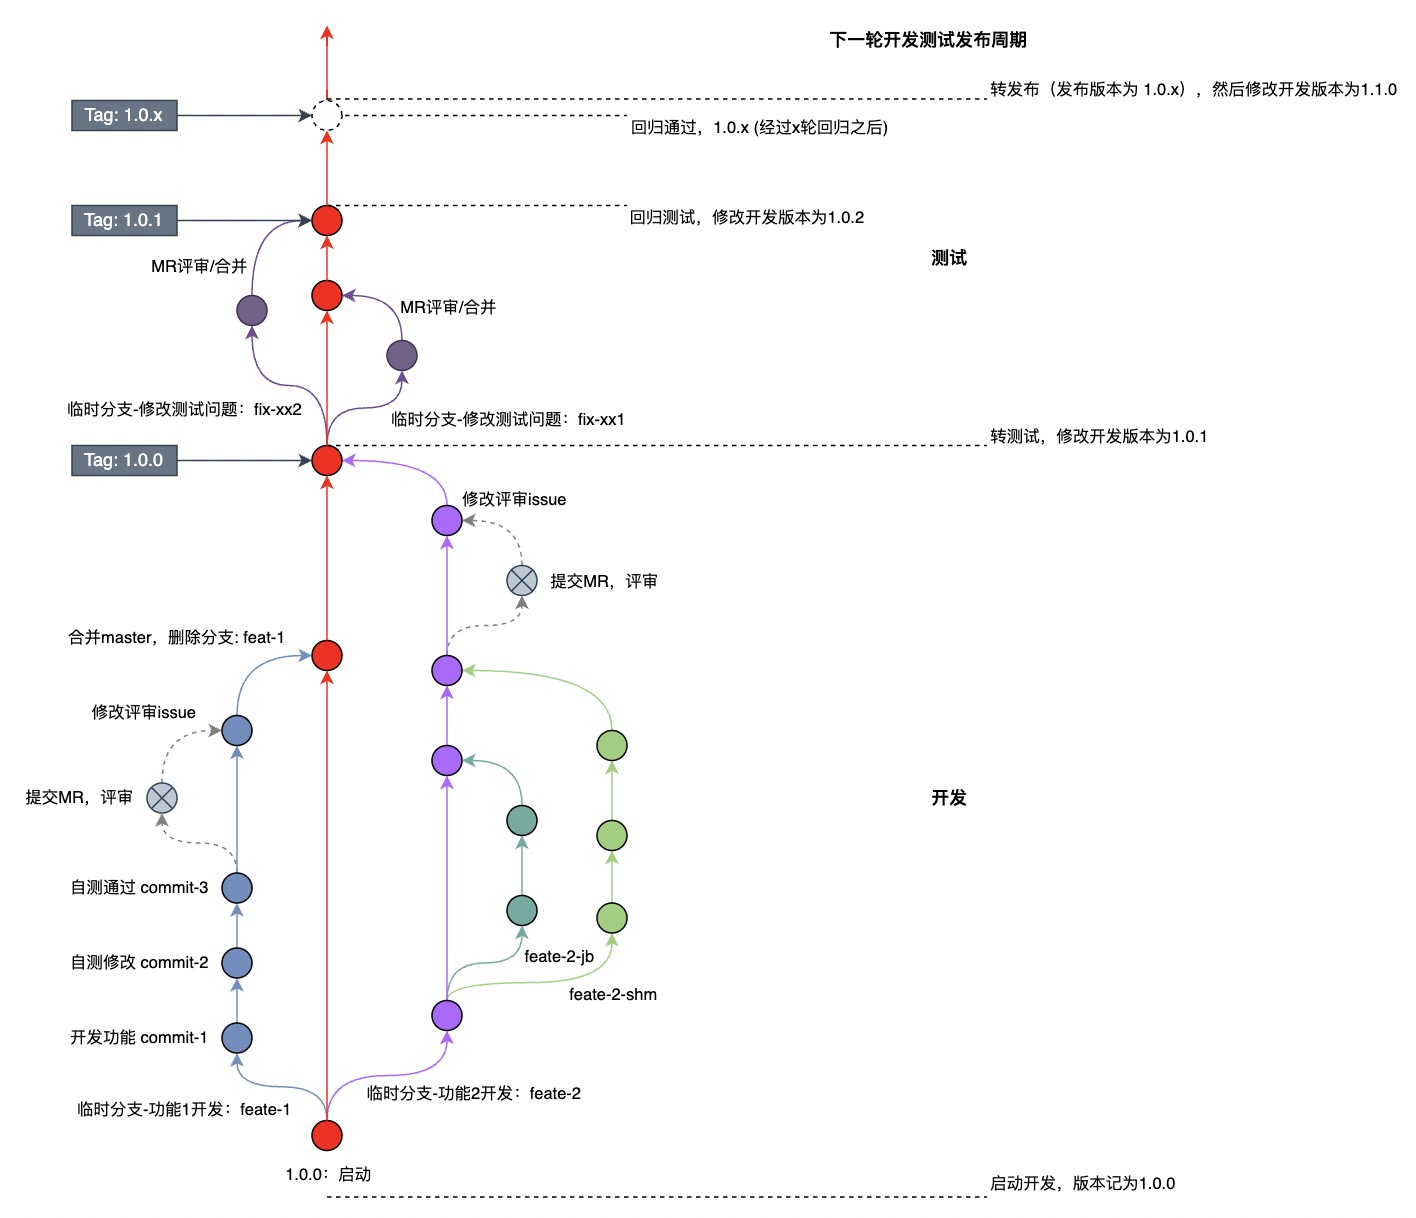 下一轮开发测试发布周期
转发布（发布版本为 1.0.x），然后修改开发版本为1.1.0
Tag: 1.0.x
回归通过，1.0.x (经过x轮回归之后)
Tag: 1.0.1
回归测试，修改开发版本为1.0.2
测试
MR评审/合并
MR评审/合并
临时分支-修改测试问题：fix-xx2
临时分支-修改测试问题：fix-xx1
转测试，修改开发版本为1.0.1
Tag: 1.0.0
修改评审issue
提交MR，评审
合并master，删除分支: feat-1
修改评审issue
提交MR，评审
开发
自测通过 commit-3
feate-2-jb
自测修改 commit-2
feate-2-shm
开发功能 commit-1
临时分支-功能2开发：feate-2
临时分支-功能1开发：feate-1
1.0.0：启动
启动开发，版本记为1.0.0